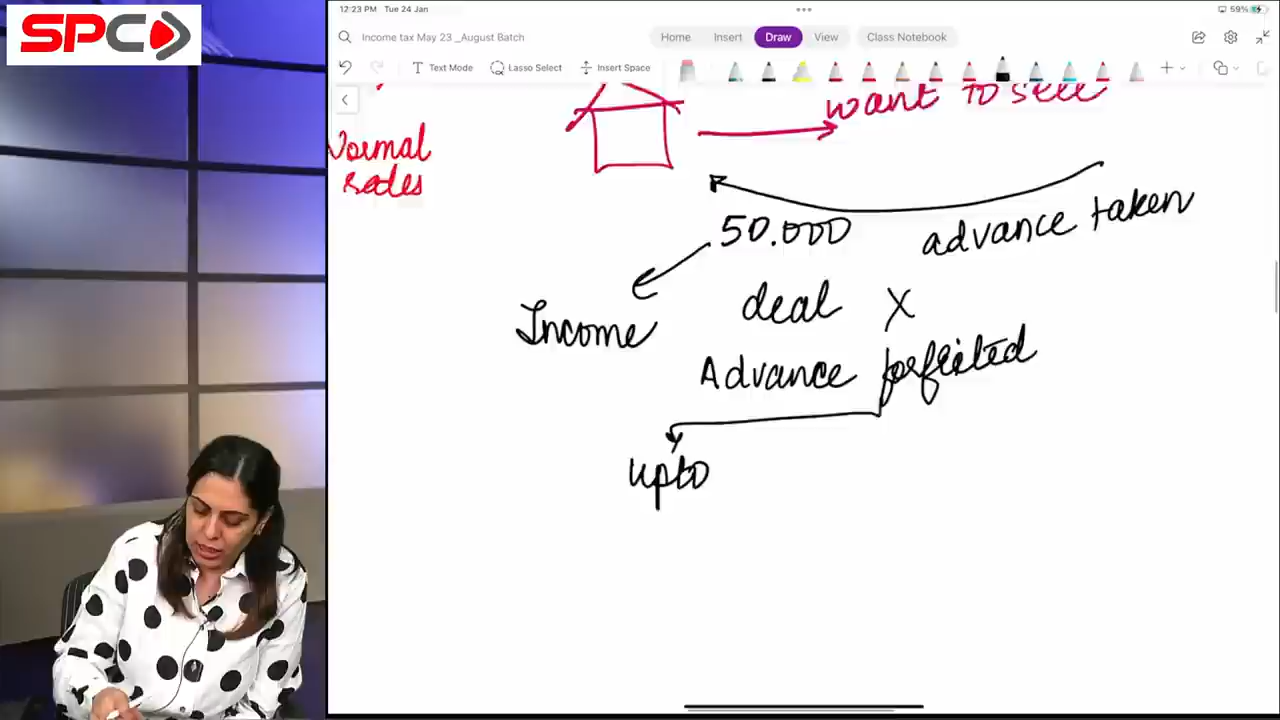 SPC
12:23 PM Tue 24 Jan
59%
Income tax May 23 _August Batch
Home Insert Draw View Class Notebook
Text Mode Lasso Select Insert Space
want to sell
Normal
Rates
50.000 advance taken
Income deal X
Advance forfeited
upto